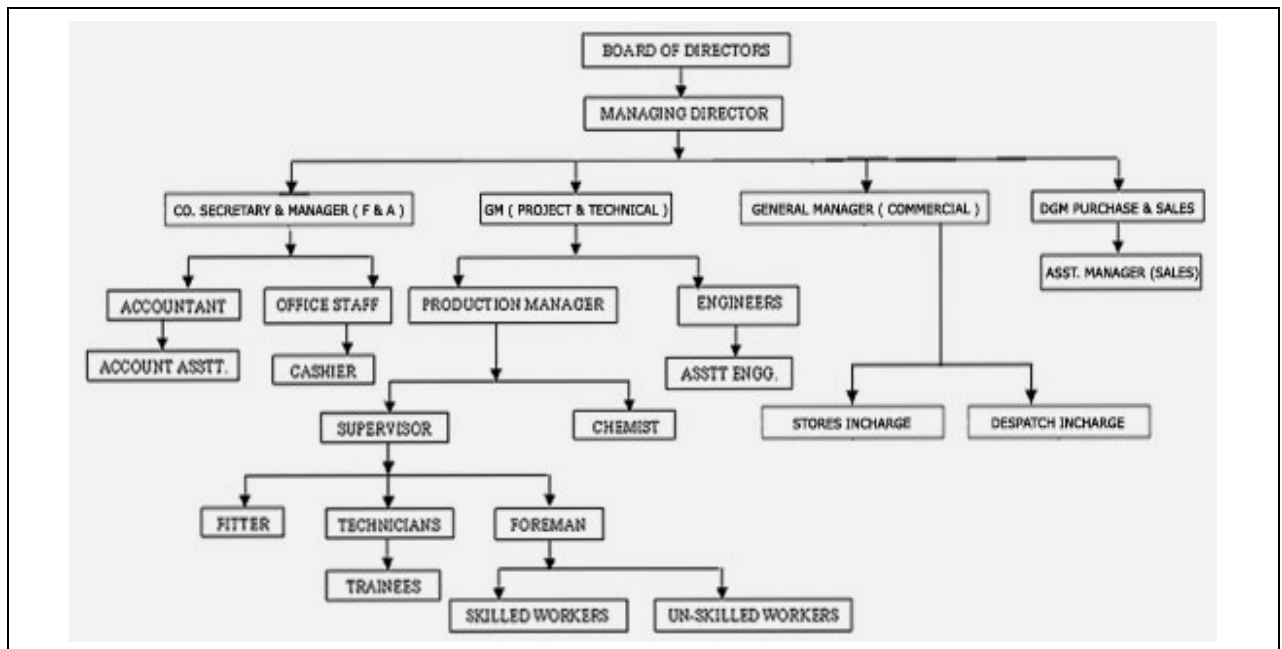 BOARD OF DIRECTORS
MANAGING DIRECTOR
CO. SECRETARY & MANAGER ( F & A )
GM ( PROJECT & TECHNICAL )
GENERAL MANAGER ( COMMERCIAL )
DGM PURCHASE & SALES
ASST. MANAGER (SALES)
ACCOUNTANT
OFFICE STAFF
PRODUCTION MANAGER
ENGINEERS
ACCOUNT ASSTT.
CASHIER
ASSTT ENGG.
SUPERVISOR
CHEMIST
STORES INCHARGE
DESPATCH INCHARGE
FITTER
TECHNICIANS
FOREMAN
TRAINEES
SKILLED WORKERS
UN-SKILLED WORKERS